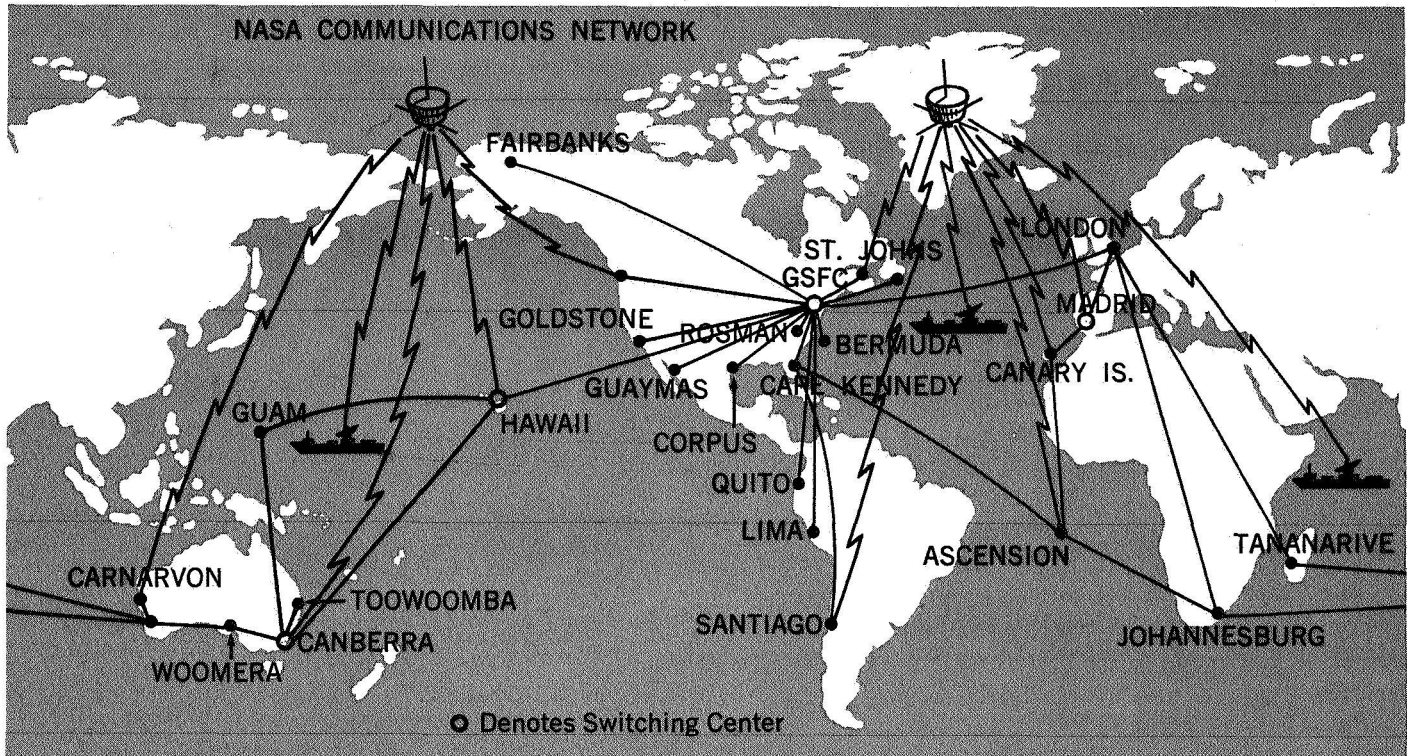 NASA COMMUNICATIONS NETWORK
FAIRBANKS
LONDON
ST. JOHNS
GSFC
MADRID
GOLDSTONE
ROSMAN
BERMUDA
CANARY IS.
GUAYMAS
CAPE KENNEDY
GUAM
HAWAII
CORPUS
QUITO
LIMA
ASCENSION
TANANARIVE
CARNARVON
TOOWOOMBA
SANTIAGO
JOHANNESBURG
CANBERRA
WOOMERA
Denotes Switching Center